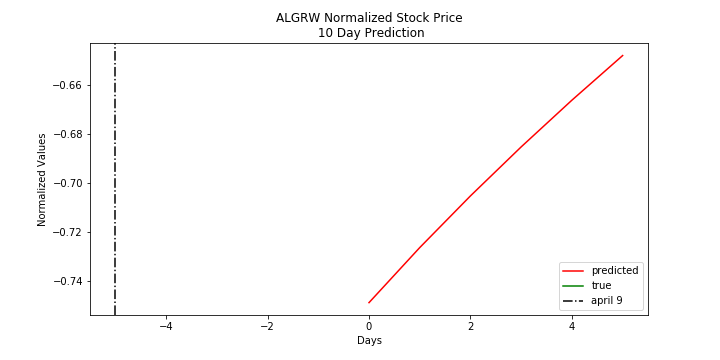 ALGRW Normalized Stock Price
10 Day Prediction
Normalized Values
−0.66
−0.68
−0.70
−0.72
−0.74
predicted
true
april 9
−4
−2
0
2
4
Days